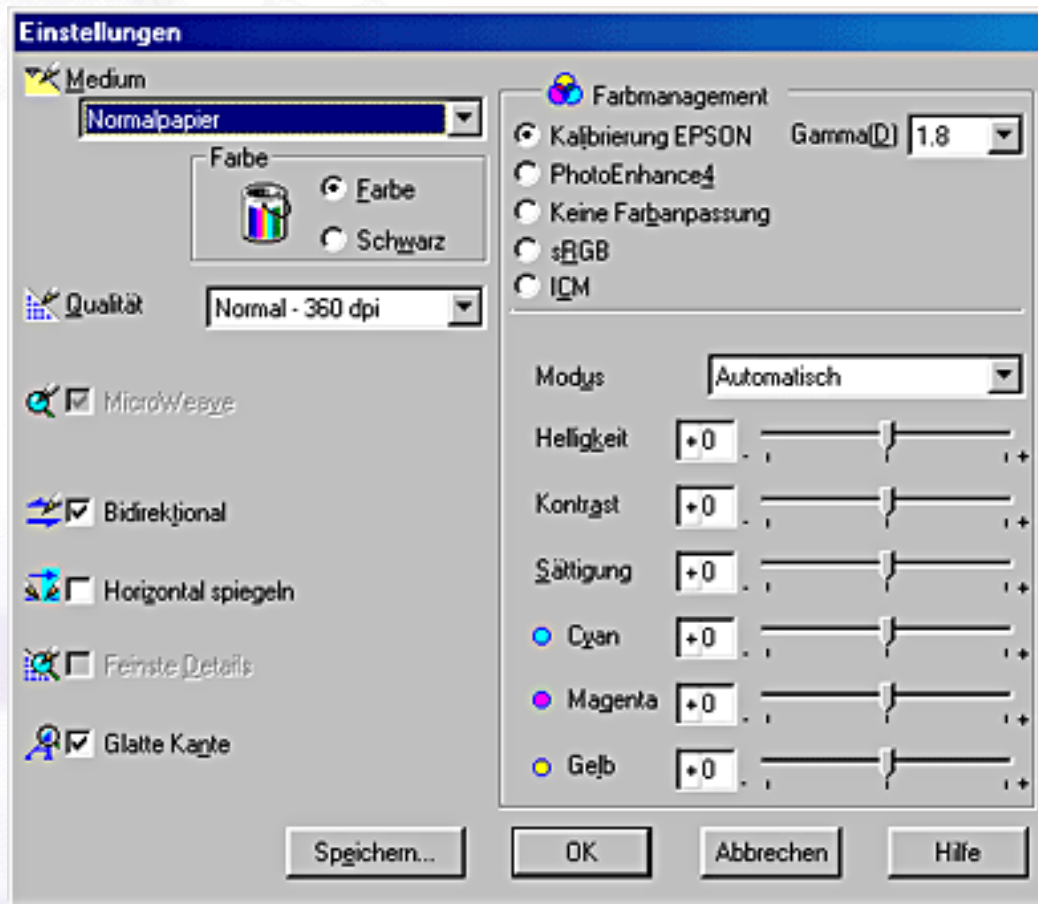 Einstellungen
Medium
Normalpapier
Farbe
Farbe
Schwarz
Qualität
Normal - 360 dpi
MicroWeave
Bidirektional
Horizontal spiegeln
Feinste Details
Glatte Kante
Farbmanagement
Kalibrierung EPSON
Gamma(D)
1.8
PhotoEnhance4
Keine Farbanpassung
sRGB
ICM
Modus
Automatisch
Helligkeit +0 - +
Kontrast +0 - +
Sättigung +0 - +
Cyan +0 - +
Magenta +0 - +
Gelb +0 - +
Speichern...
OK
Abbrechen
Hilfe